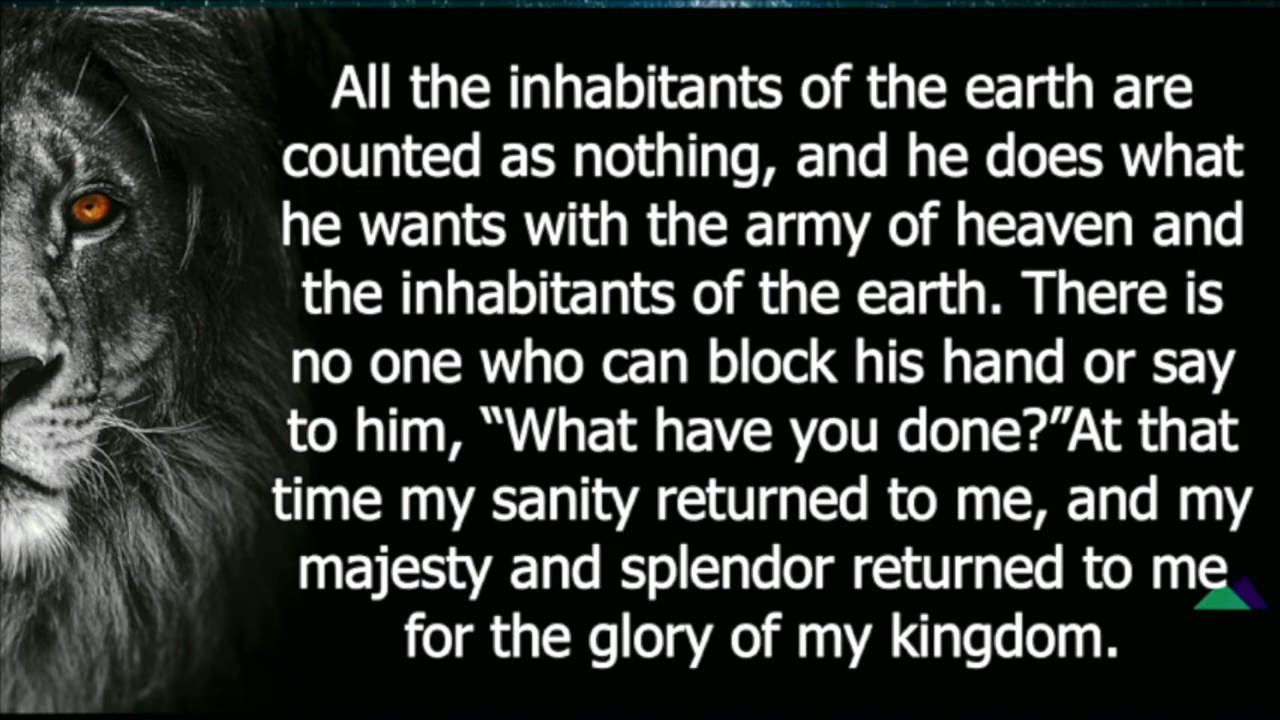 All the inhabitants of the earth are
counted as nothing, and he does what
he wants with the army of heaven and
the inhabitants of the earth. There is
no one who can block his hand or say
to him, “What have you done?”At that
time my sanity returned to me, and my
majesty and splendor returned to me
for the glory of my kingdom.